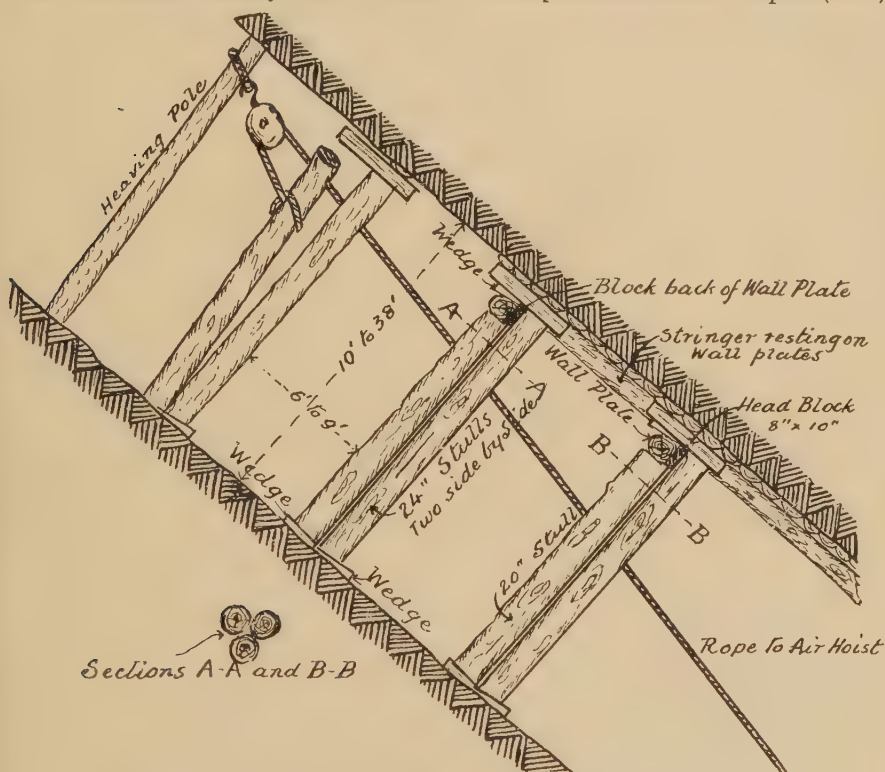 Heaving Pole
Wedge
Block back of Wall Plate
Stringer resting on
Wall plates
A
10' to 38'
6' to 9'
Wall Plate
A
Head Block
8" x 10"
B-
-B
24" Stulls
Two side by side
Wedge
20" Stull
Wedge
Rope to Air Hoist
Sections A-A and B-B